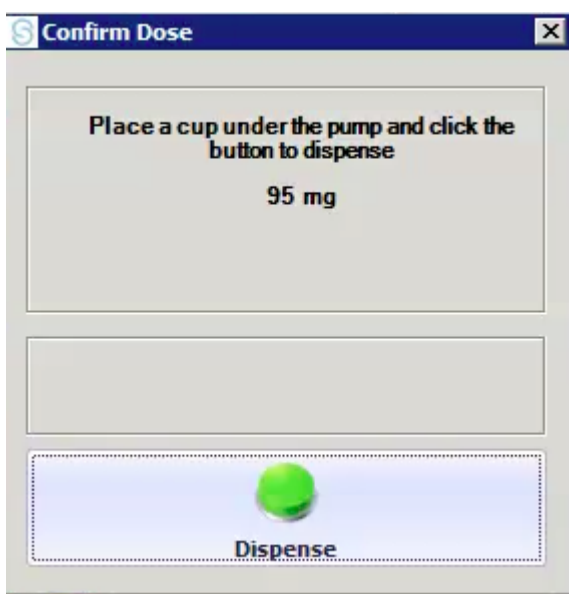 Confirm Dose
Place a cup under the pump and click the
button to dispense
95 mg
Dispense